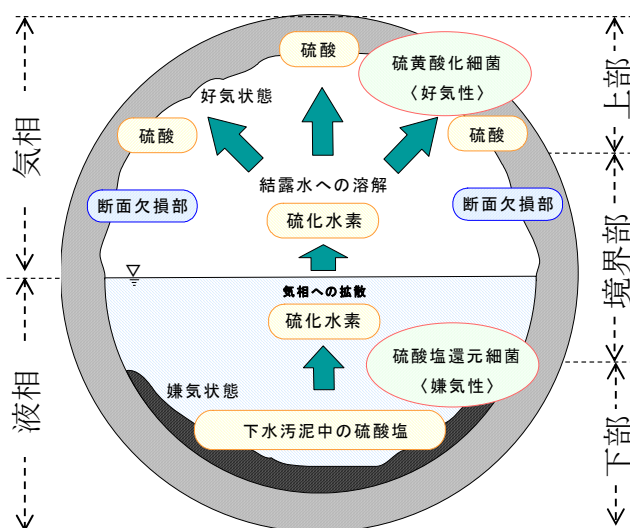 硫酸
硫黄酸化細菌
〈好気性〉
好気状態
硫酸
硫酸
結露水への溶解
断面欠損部
断面欠損部
硫化水素
気相への拡散
硫化水素
硫酸塩還元細菌
〈嫌気性〉
嫌気状態
下水汚泥中の硫酸塩
気相
液相
上部
境界部
下部